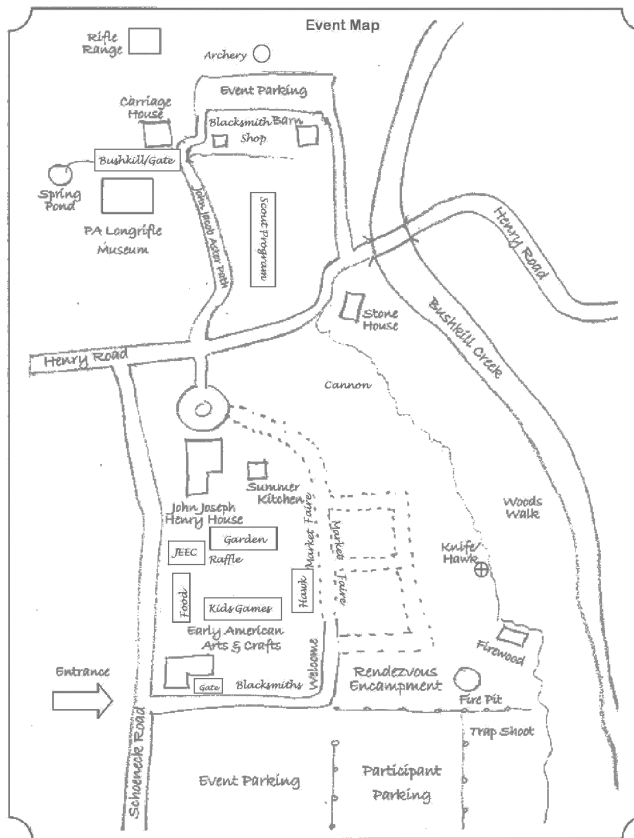 Event Map
Rifle
Range
Archery
Event Parking
Carriage
House
Blacksmith
Shop
Barn
Bushkill/Gate
Spring
Pond
PA Longrifle
Museum
John Jacob Astor Path
Scout Program
Henry Road
Stone
House
Bushkill Creek
Henry Road
Cannon
Summer
Kitchen
John Joseph
Henry House
Market Faire
Market Faire
Woods
Walk
Garden
JEEC
Raffle
Knife/
Hawk
Food
Kids Games
Hawk
Early American
Arts & Crafts
Firewood
Entrance
Gate
Blacksmiths
Welcome
Rendezvous
Encampment
Fire Pit
Trap Shoot
Schoeneck Road
Event Parking
Participant
Parking